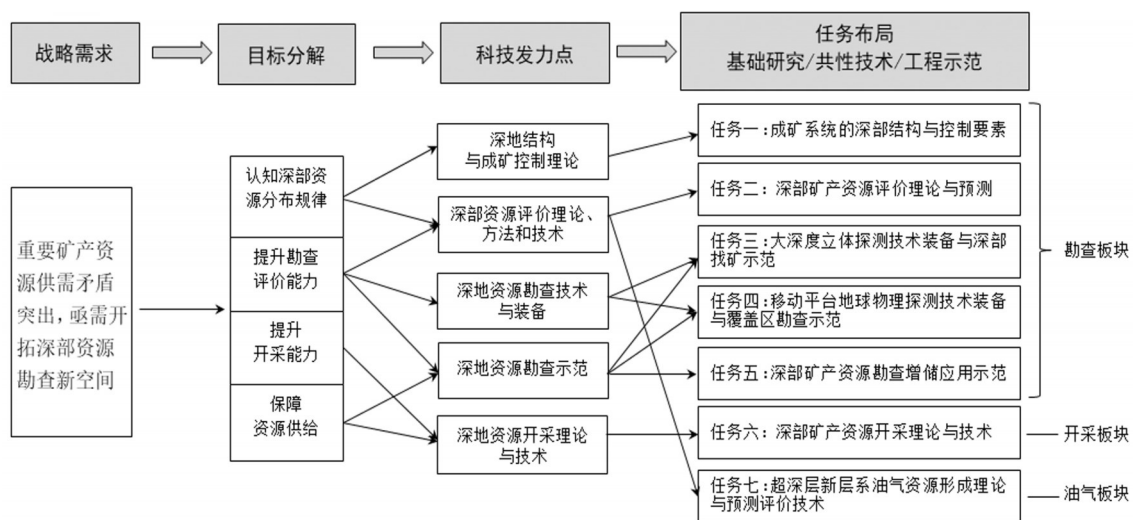 战略需求
目标分解
科技发力点
任务布局
基础研究/共性技术/工程示范
重要矿产资
源供需矛盾
突出，亟需开
拓深部资源
勘查新空间
认知深部资
源分布规律
提升勘查
评价能力
提升
开采能力
保障
资源供给
深地结构
与成矿控制理论
深部资源评价理论、
方法和技术
深地资源勘查技术
与装备
深地资源勘查示范
深地资源开采理论
与技术
任务一：成矿系统的深部结构与控制要素
任务二：深部矿产资源评价理论与预测
任务三：大深度立体探测技术装备与深部
找矿示范
任务四：移动平台地球物理探测技术装备
与覆盖区勘查示范
任务五：深部矿产资源勘查增储应用示范
任务六：深部矿产资源开采理论与技术
任务七：超深层新层系油气资源形成理论
与预测评价技术
勘查板块
开采板块
油气板块